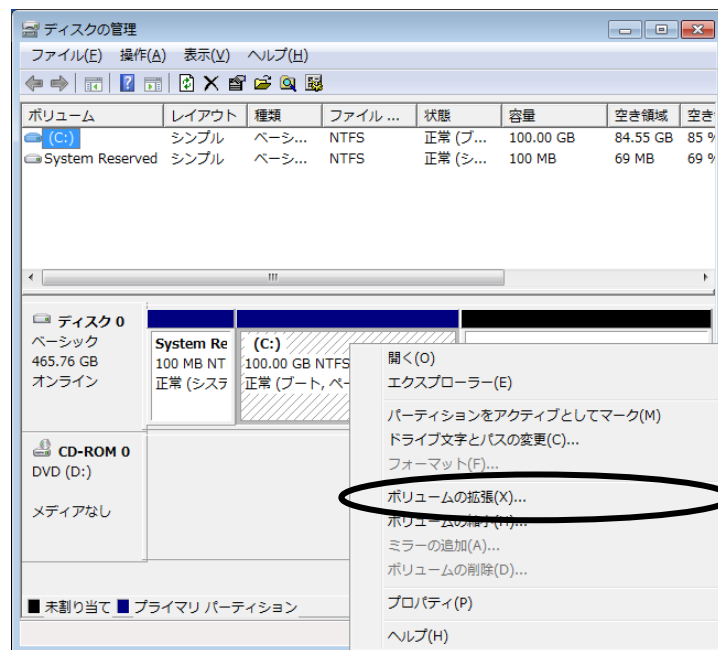 ディスクの管理
ファイル(F) 操作(A) 表示(V) ヘルプ(H)
ボリューム レイアウト 種類 ファイル ... 状態 容量 空き領域 空き
(C:) シンプル ベーシ... NTFS 正常 (ブ... 100.00 GB 84.55 GB 85 %
System Reserved シンプル ベーシ... NTFS 正常 (シ... 100 MB 69 MB 69 %
ディスク 0
ベーシック
465.76 GB
オンライン
System Re
100 MB NT
正常 (システ
(C:)
100.00 GB NTFS
正常 (ブート, ペー
CD-ROM 0
DVD (D:)
メディアなし
開く(O)
エクスプローラー(E)
パーティションをアクティブとしてマーク(M)
ドライブ文字とパスの変更(C)...
フォーマット(F)...
ボリュームの拡張(X)...
ボリュームの縮小(H)...
ミラーの追加(A)...
ボリュームの削除(D)...
プロパティ(P)
ヘルプ(H)
未割り当て プライマリ パーティション